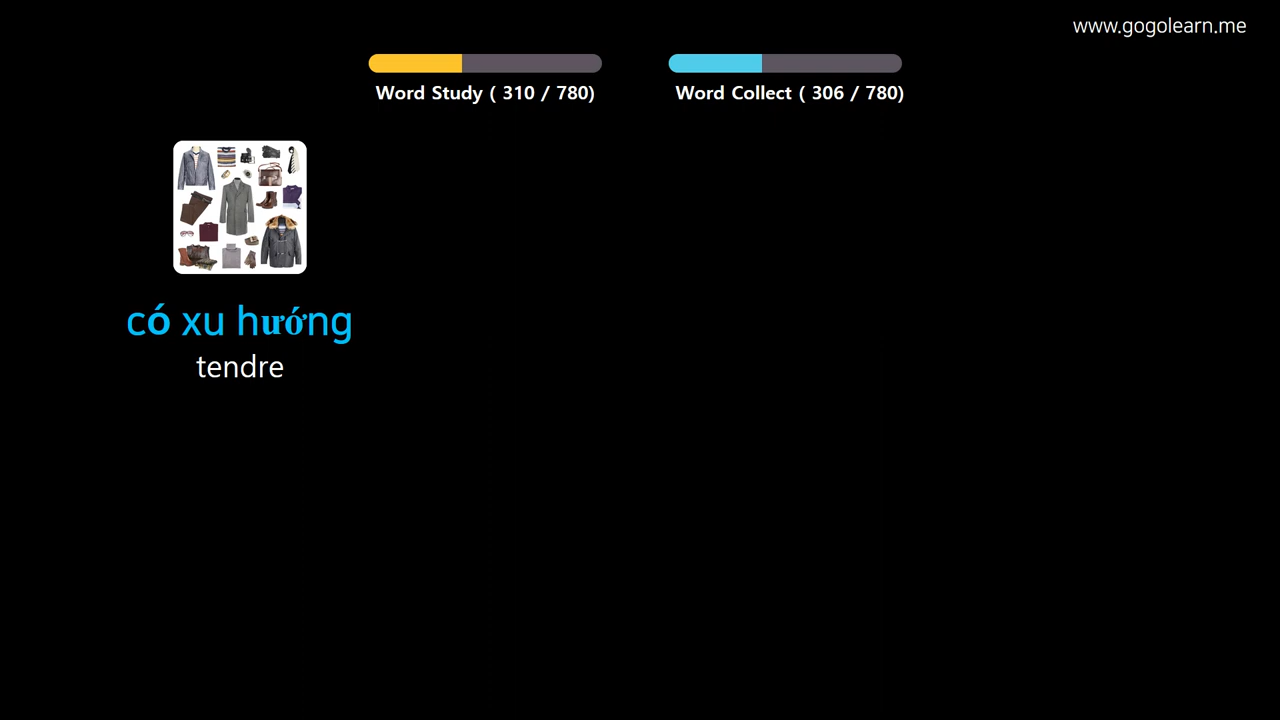 www.gogolearn.me
Word Study ( 310 / 780)
Word Collect ( 306 / 780)
có xu hướng
tendre